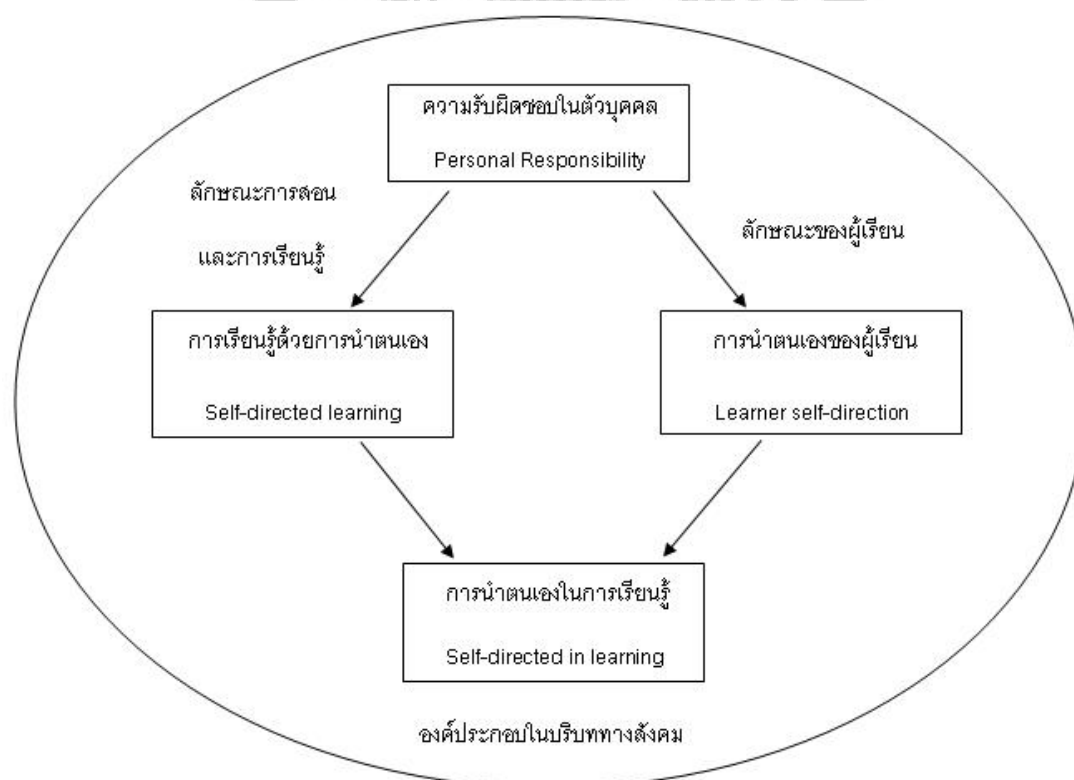 ความรับผิดชอบในตัวบุคคล
Personal Responsibility
ลักษณะการสอน
และการเรียนรู้
ลักษณะของผู้เรียน
การเรียนรู้ด้วยการนำตนเอง
Self-directed learning
การนำตนเองของผู้เรียน
Learner self-direction
การนำตนเองในการเรียนรู้
Self-directed in learning
องค์ประกอบในบริบททางสังคม